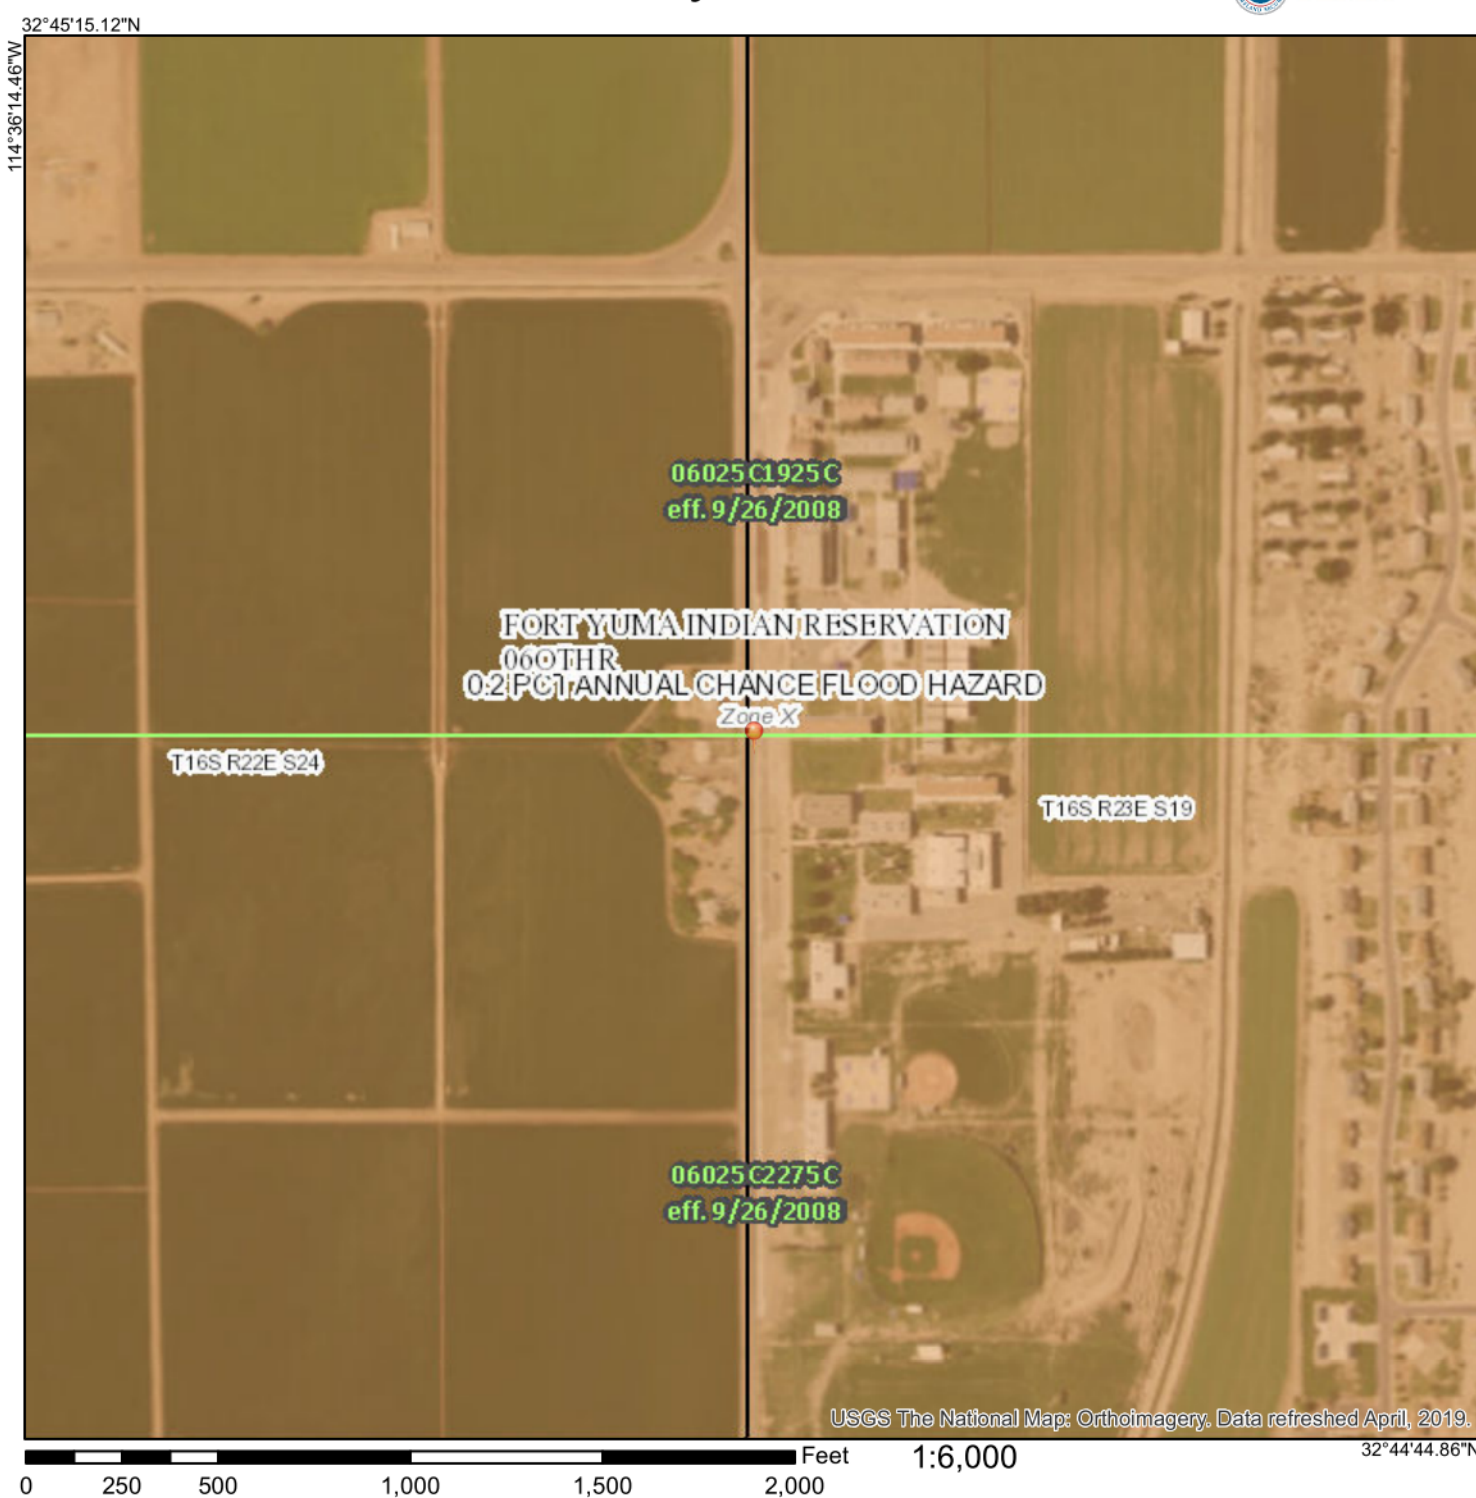 32°45'15.12"N
114°36'14.46"W
06025C1925C
eff. 9/26/2008
FORT YUMA INDIAN RESERVATION
06OTHR
0.2 PCT ANNUAL CHANCE FLOOD HAZARD
Zone X
T16S R22E S24
T16S R23E S19
06025C2275C
eff. 9/26/2008
USGS The National Map: Orthoimagery. Data refreshed April, 2019.
Feet 1:6,000 32°44'44.86"N
0 250 500 1,000 1,500 2,000